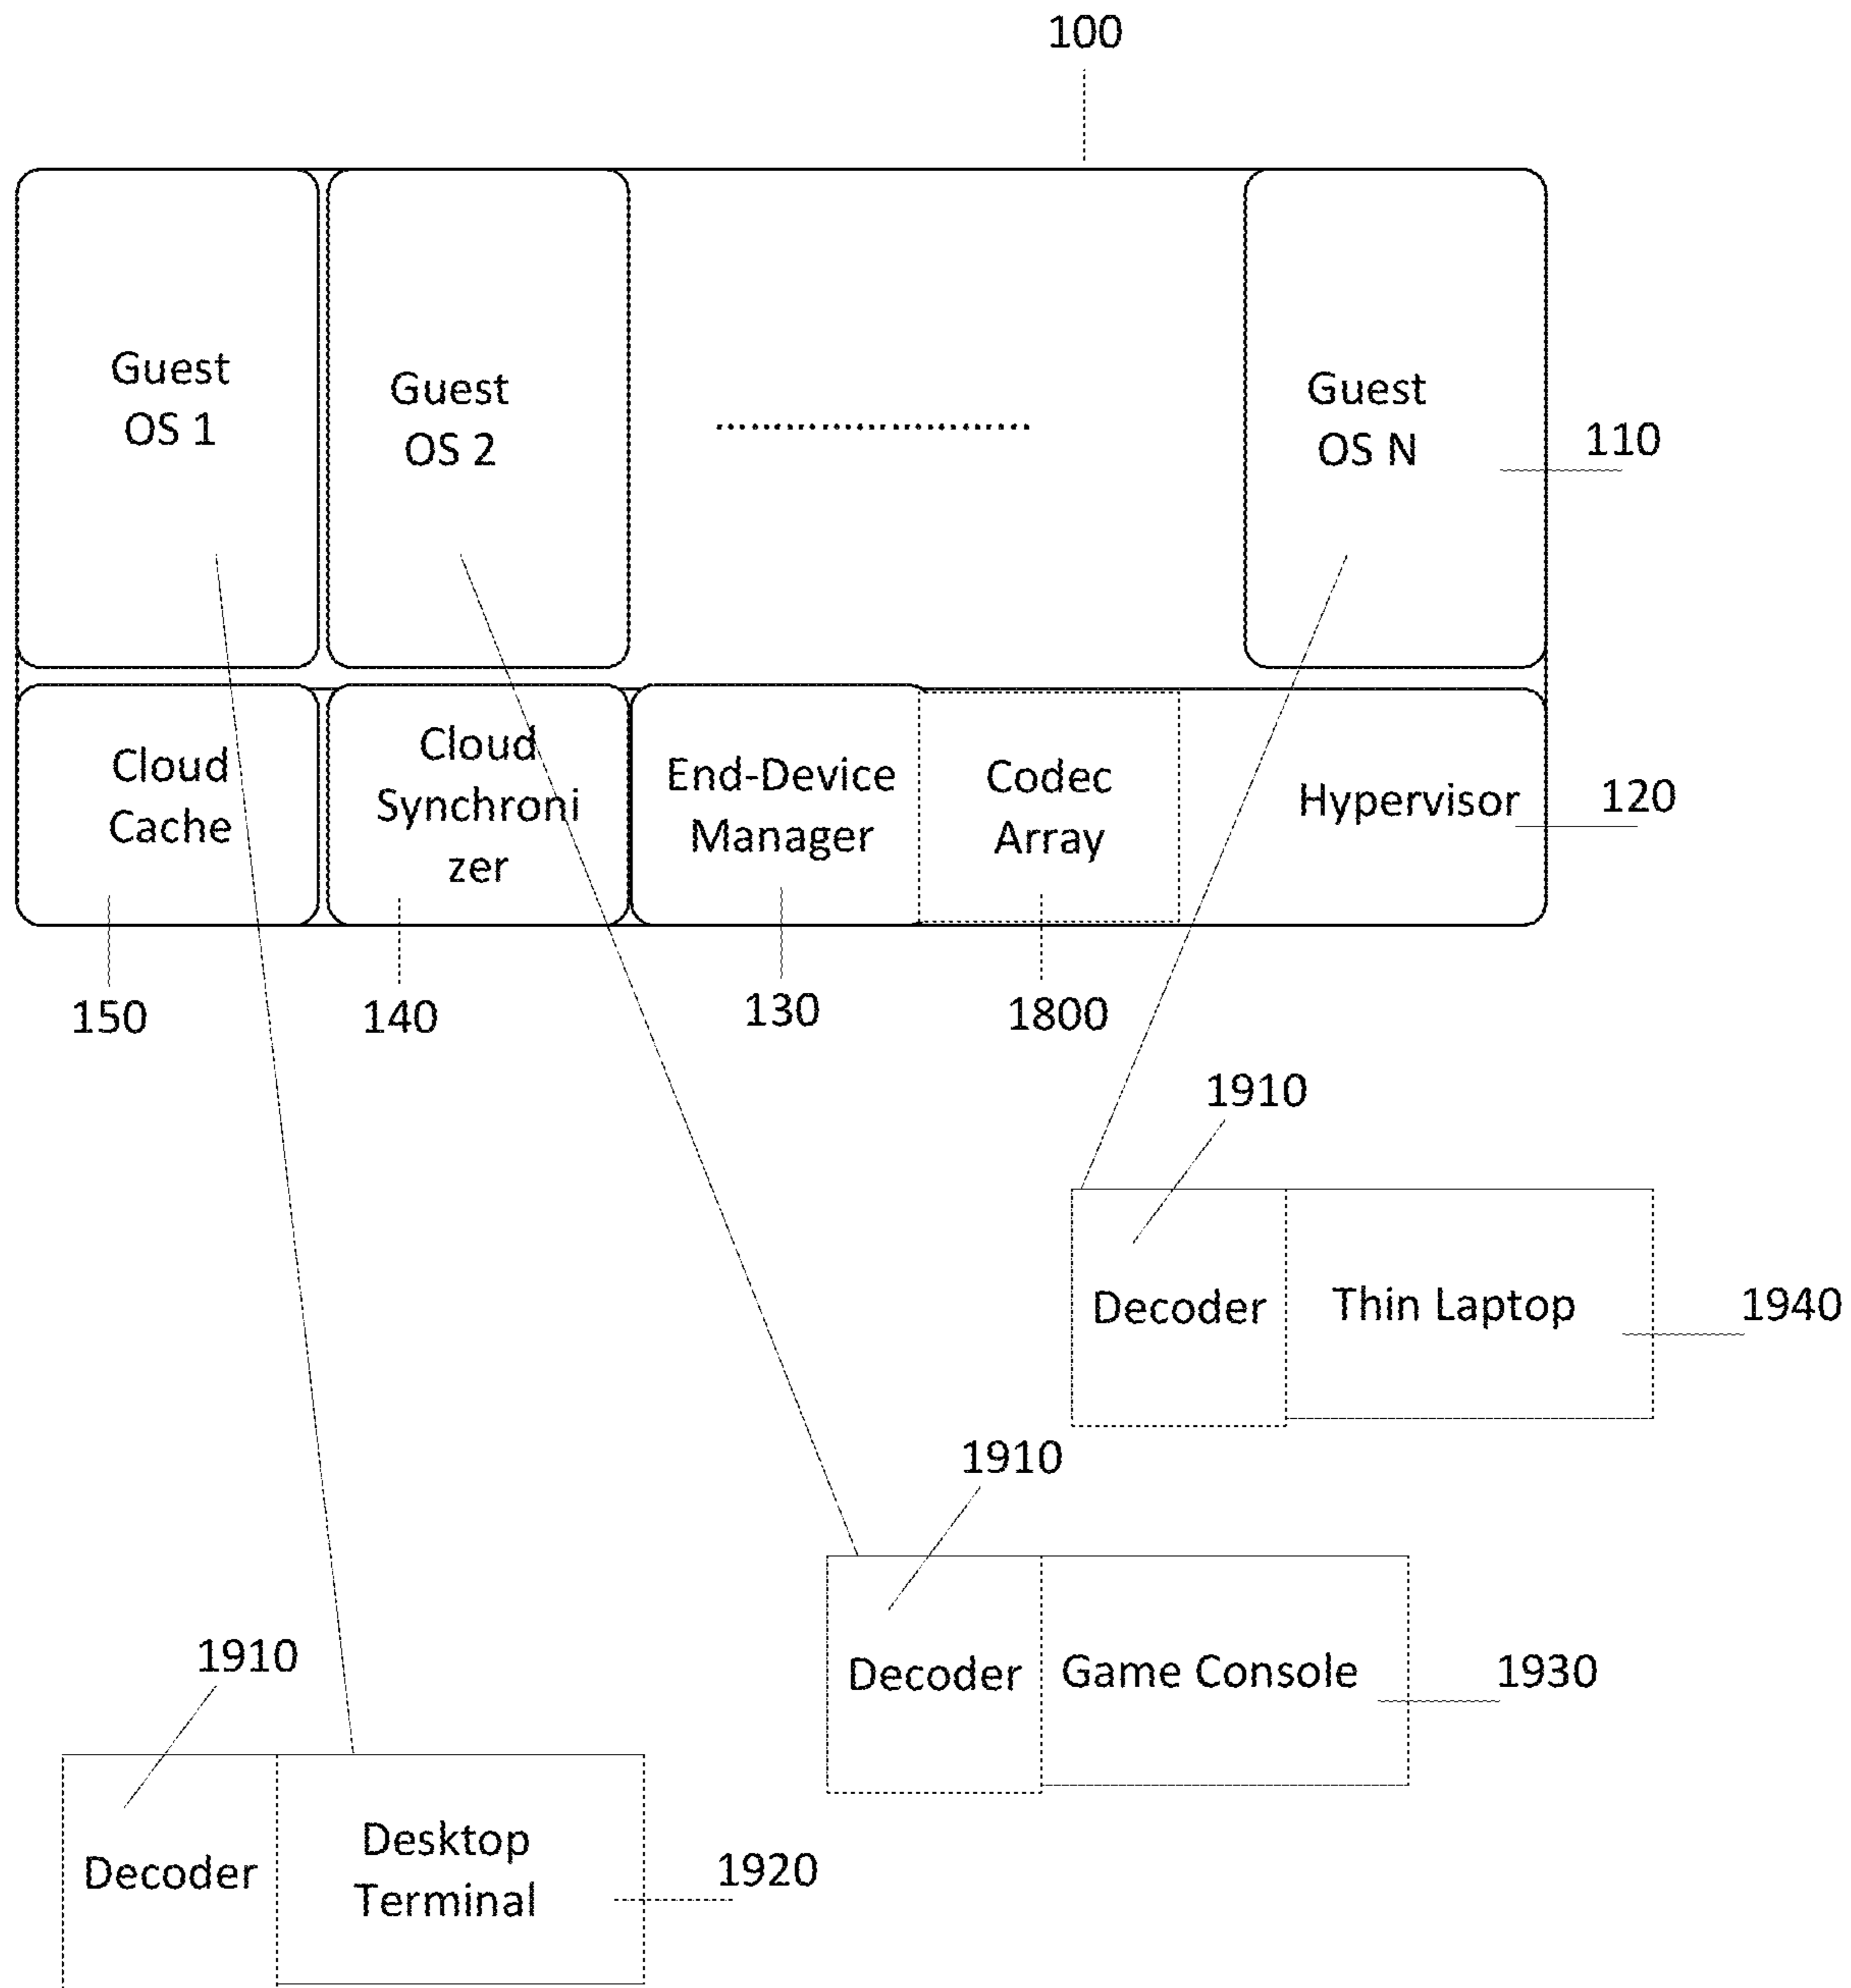 100
Guest
OS 1
Guest
OS 2
Guest
OS N
110
Cloud
Cache
Cloud
Synchroni
zer
End-Device
Manager
Codec
Array
Hypervisor
120
150
140
130
1800
1910
Decoder
Thin Laptop
1940
1910
Decoder
Game Console
1930
1910
Decoder
Desktop
Terminal
1920